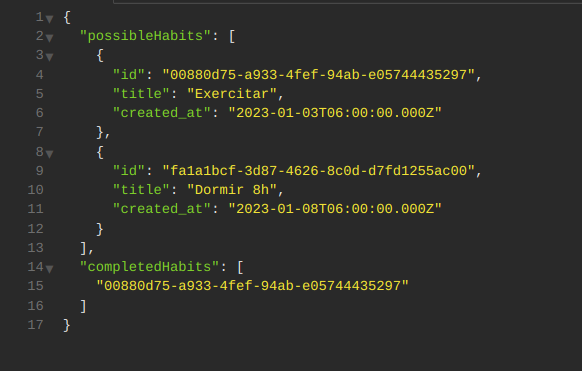 1 {
2 "possibleHabits": [
3 {
4 "id": "00880d75-a933-4fef-94ab-e05744435297",
5 "title": "Exercitar",
6 "created_at": "2023-01-03T06:00:00.000Z"
7 },
8 {
9 "id": "fa1a1bcf-3d87-4626-8c0d-d7fd1255ac00",
10 "title": "Dormir 8h",
11 "created_at": "2023-01-08T06:00:00.000Z"
12 }
13 ],
14 "completedHabits": [
15 "00880d75-a933-4fef-94ab-e05744435297"
16 ]
17 }